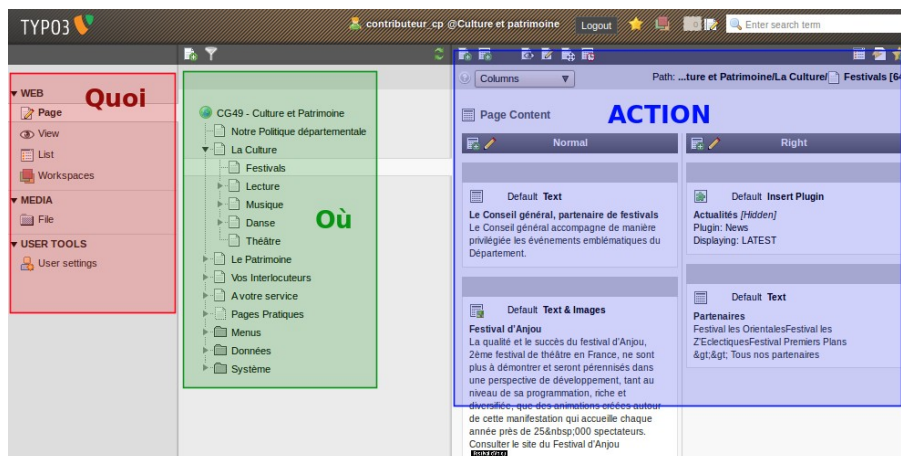 TYPO3
contributeur_cp @Culture et patrimoine
Logout
Enter search term
WEB
Quoi
Page
View
List
Workspaces
MEDIA
File
USER TOOLS
User settings
CG49 - Culture et Patrimoine
Notre Politique départementale
La Culture
Festivals
Lecture
Musique
Danse
Où
Théâtre
Le Patrimoine
Vos Interlocuteurs
A votre service
Pages Pratiques
Menus
Données
Système
Columns
Path: ...ture et Patrimoine/La Culture/ Festivals [64
Page Content
ACTION
Normal
Default Text
Le Conseil général, partenaire de festivals
Le Conseil général accompagne de manière
privilégiée les événements emblématiques du
Département.
Default Text & Images
Festival d'Anjou
La qualité et le succès du festival d'Anjou,
2ème festival de théâtre en France, ne sont
plus à démontrer et seront pérennisés dans
une perspective de développement, tant au
niveau de sa programmation, riche et
diversifiée, que des animations créées autour
de cette manifestation qui accueille chaque
année près de 25&nbsp;000 spectateurs.
Consulter le site du Festival d'Anjou
Right
Default Insert Plugin
Actualités [Hidden]
Plugin: News
Displaying: LATEST
Default Text
Partenaires
Festival les OrientalesFestival les
Z'EclectiquesFestival Premiers Plans
&gt;&gt; Tous nos partenaires